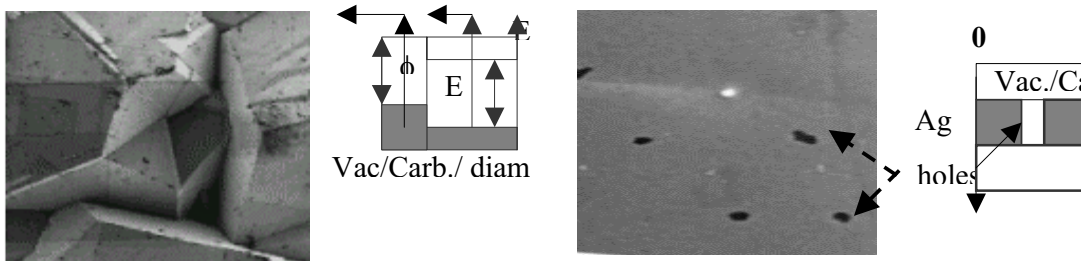 E
ϕ
E
Vac/Carb./ diam
0
Vac./Ca
Ag
holes